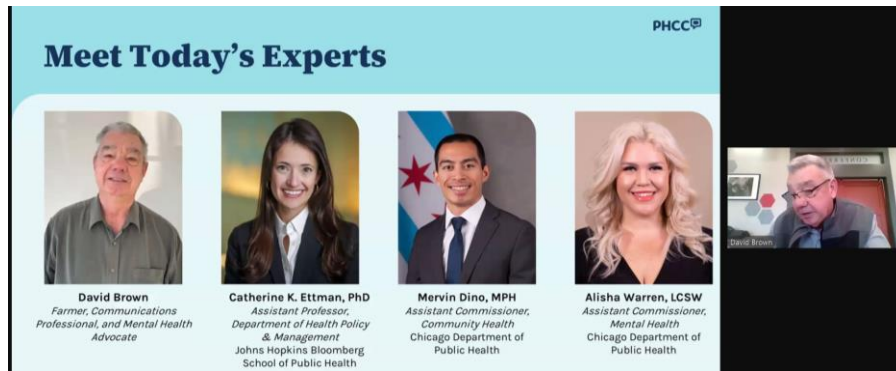 PHCC
Meet Today's Experts
David Brown
Farmer, Communications
Professional, and Mental Health
Advocate
Catherine K. Ettman, PhD
Assistant Professor,
Department of Health Policy
& Management
Johns Hopkins Bloomberg
School of Public Health
Mervin Dino, MPH
Assistant Commissioner,
Community Health
Chicago Department of
Public Health
Alisha Warren, LCSW
Assistant Commissioner,
Mental Health
Chicago Department of
Public Health
David Brown